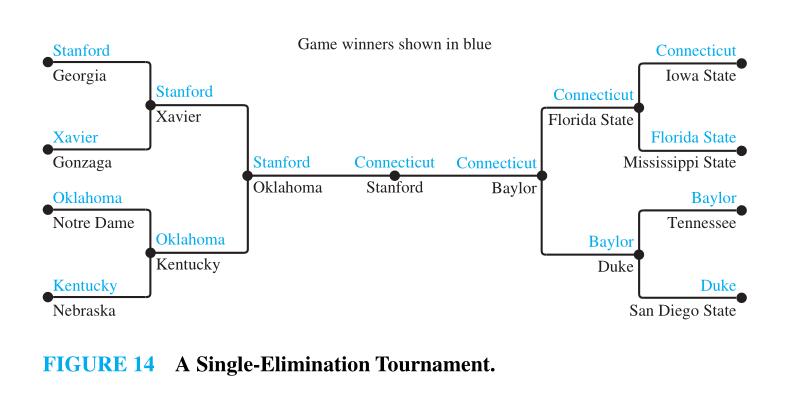 Game winners shown in blue
Stanford
Georgia
Stanford
Xavier
Xavier
Gonzaga
Stanford
Oklahoma
Oklahoma
Notre Dame
Oklahoma
Kentucky
Kentucky
Nebraska
Connecticut
Stanford
Connecticut
Baylor
Connecticut
Florida State
Connecticut
Iowa State
Florida State
Mississippi State
Baylor
Duke
Baylor
Tennessee
Duke
San Diego State
FIGURE 14 A Single-Elimination Tournament.